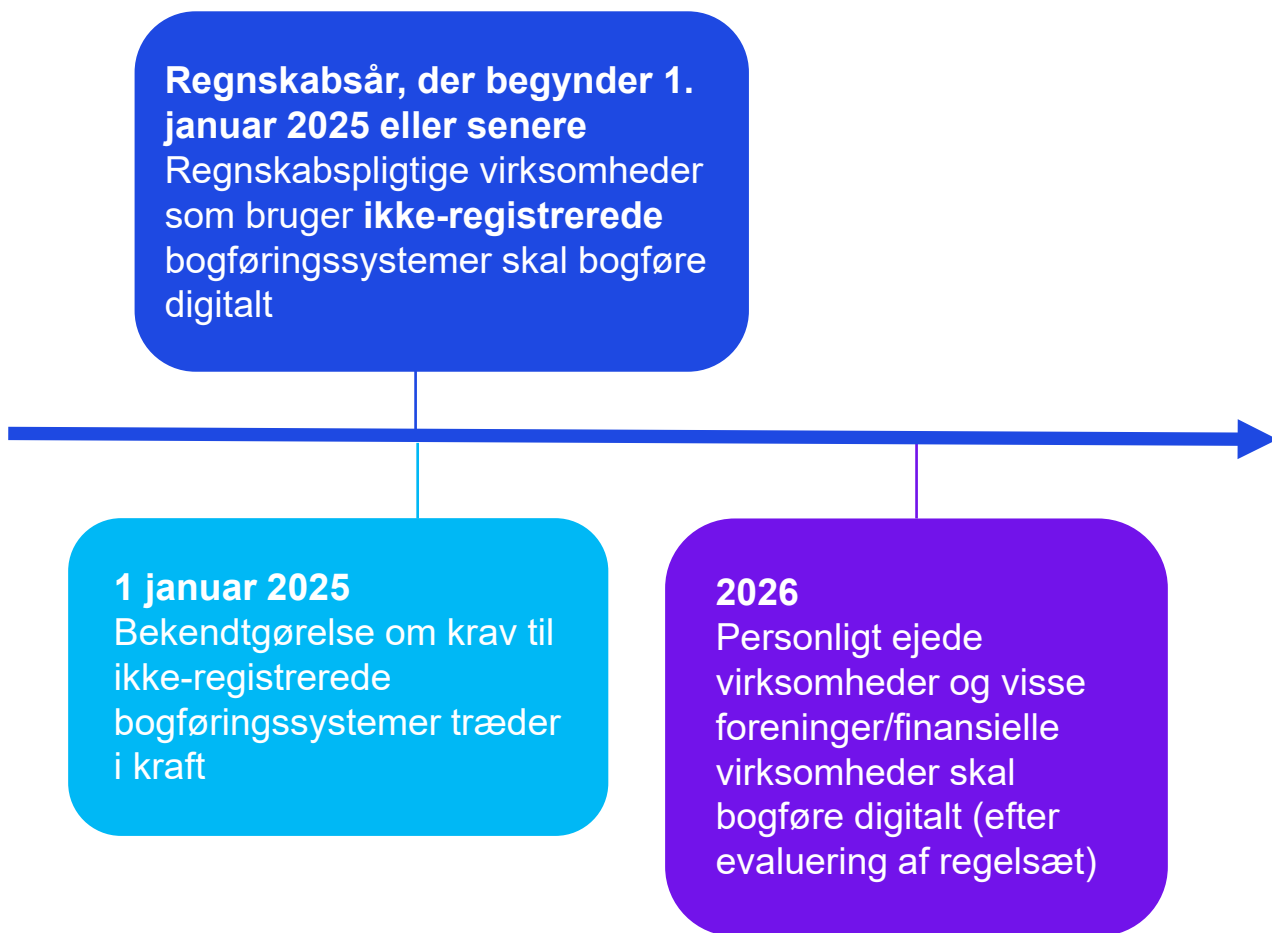 Regnskabsår, der begynder 1.
januar 2025 eller senere
Regnskabspligtige virksomheder
som bruger ikke-registrerede
bogføringssystemer skal bogføre
digitalt
1 januar 2025
Bekendtgørelse om krav til
ikke-registrerede
bogføringssystemer træder
i kraft
2026
Personligt ejede
virksomheder og visse
foreninger/finansielle
virksomheder skal
bogføre digitalt (efter
evaluering af regelsæt)